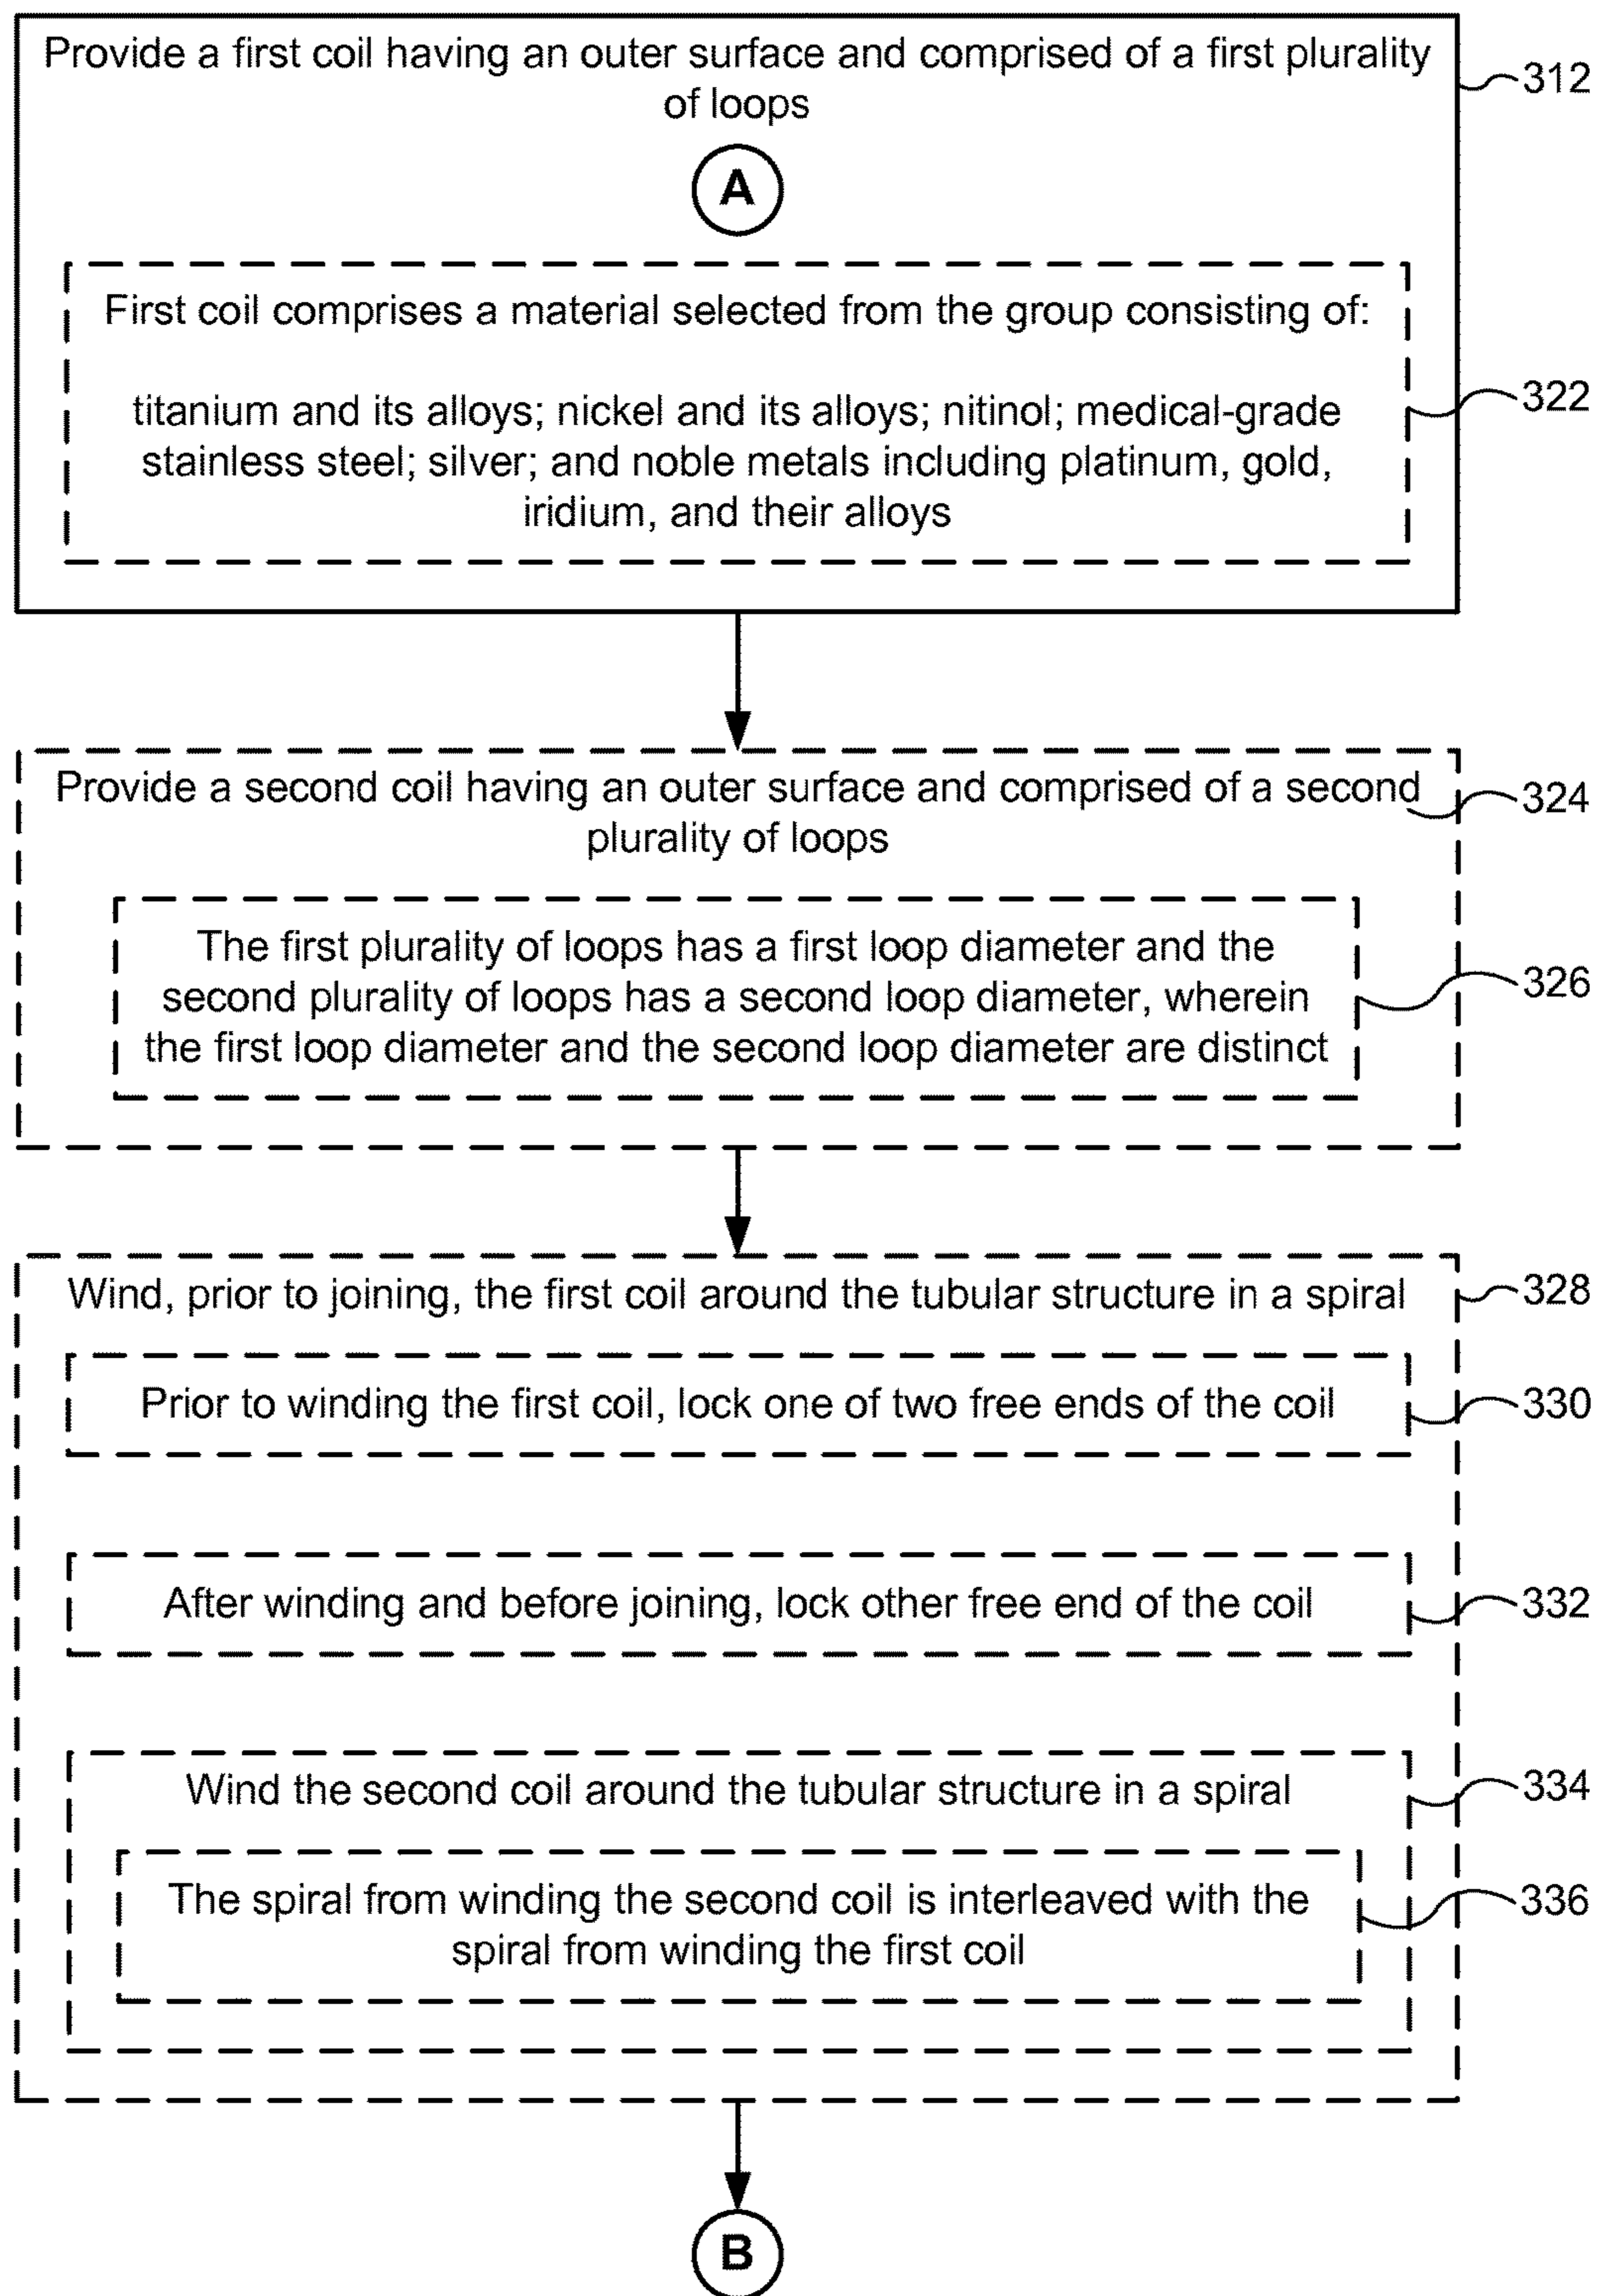 Provide a first coil having an outer surface and comprised of a first plurality
of loops
312
A
First coil comprises a material selected from the group consisting of:
titanium and its alloys; nickel and its alloys; nitinol; medical-grade
stainless steel; silver; and noble metals including platinum, gold,
iridium, and their alloys
322
Provide a second coil having an outer surface and comprised of a second
plurality of loops
324
The first plurality of loops has a first loop diameter and the
second plurality of loops has a second loop diameter, wherein
the first loop diameter and the second loop diameter are distinct
326
Wind, prior to joining, the first coil around the tubular structure in a spiral
328
Prior to winding the first coil, lock one of two free ends of the coil
330
After winding and before joining, lock other free end of the coil
332
Wind the second coil around the tubular structure in a spiral
334
The spiral from winding the second coil is interleaved with the
spiral from winding the first coil
336
B